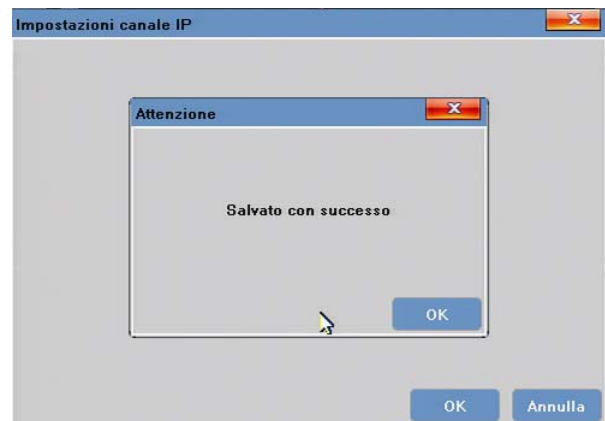 Impostazioni canale IP
Attenzione
Salvato con successo
OK
OK Annulla